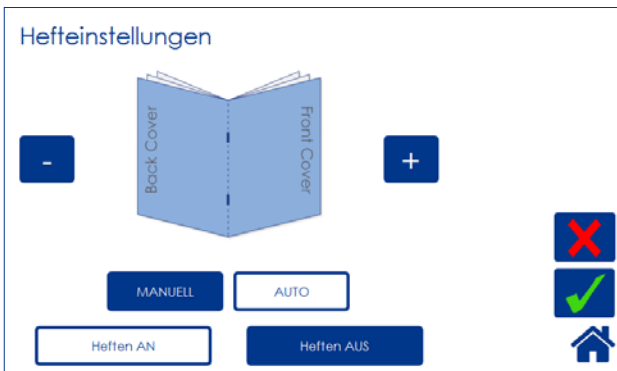 Hefteinstellungen
Back Cover
Front Cover
-
+
MANUELL
AUTO
Heften AN
Heften AUS